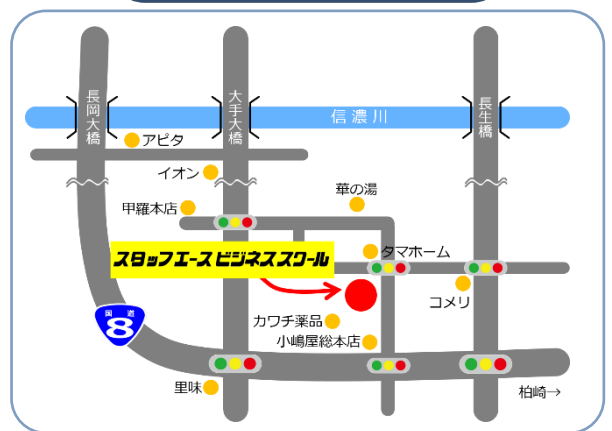 長岡大橋
大手大橋
信濃川
長生橋
アピタ
イオン
華の湯
甲羅本店
タマホーム
スタッフエース ビジネススクール
コメリ
カワチ薬品
小嶋屋総本店
国道
8
里味
柏崎→